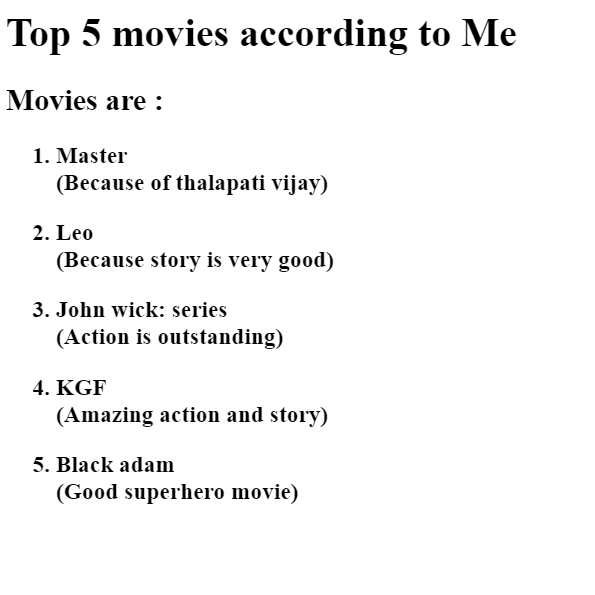 Top 5 movies according to Me
Movies are :
1. Master
(Because of thalapati vijay)
2. Leo
(Because story is very good)
3. John wick: series
(Action is outstanding)
4. KGF
(Amazing action and story)
5. Black adam
(Good superhero movie)